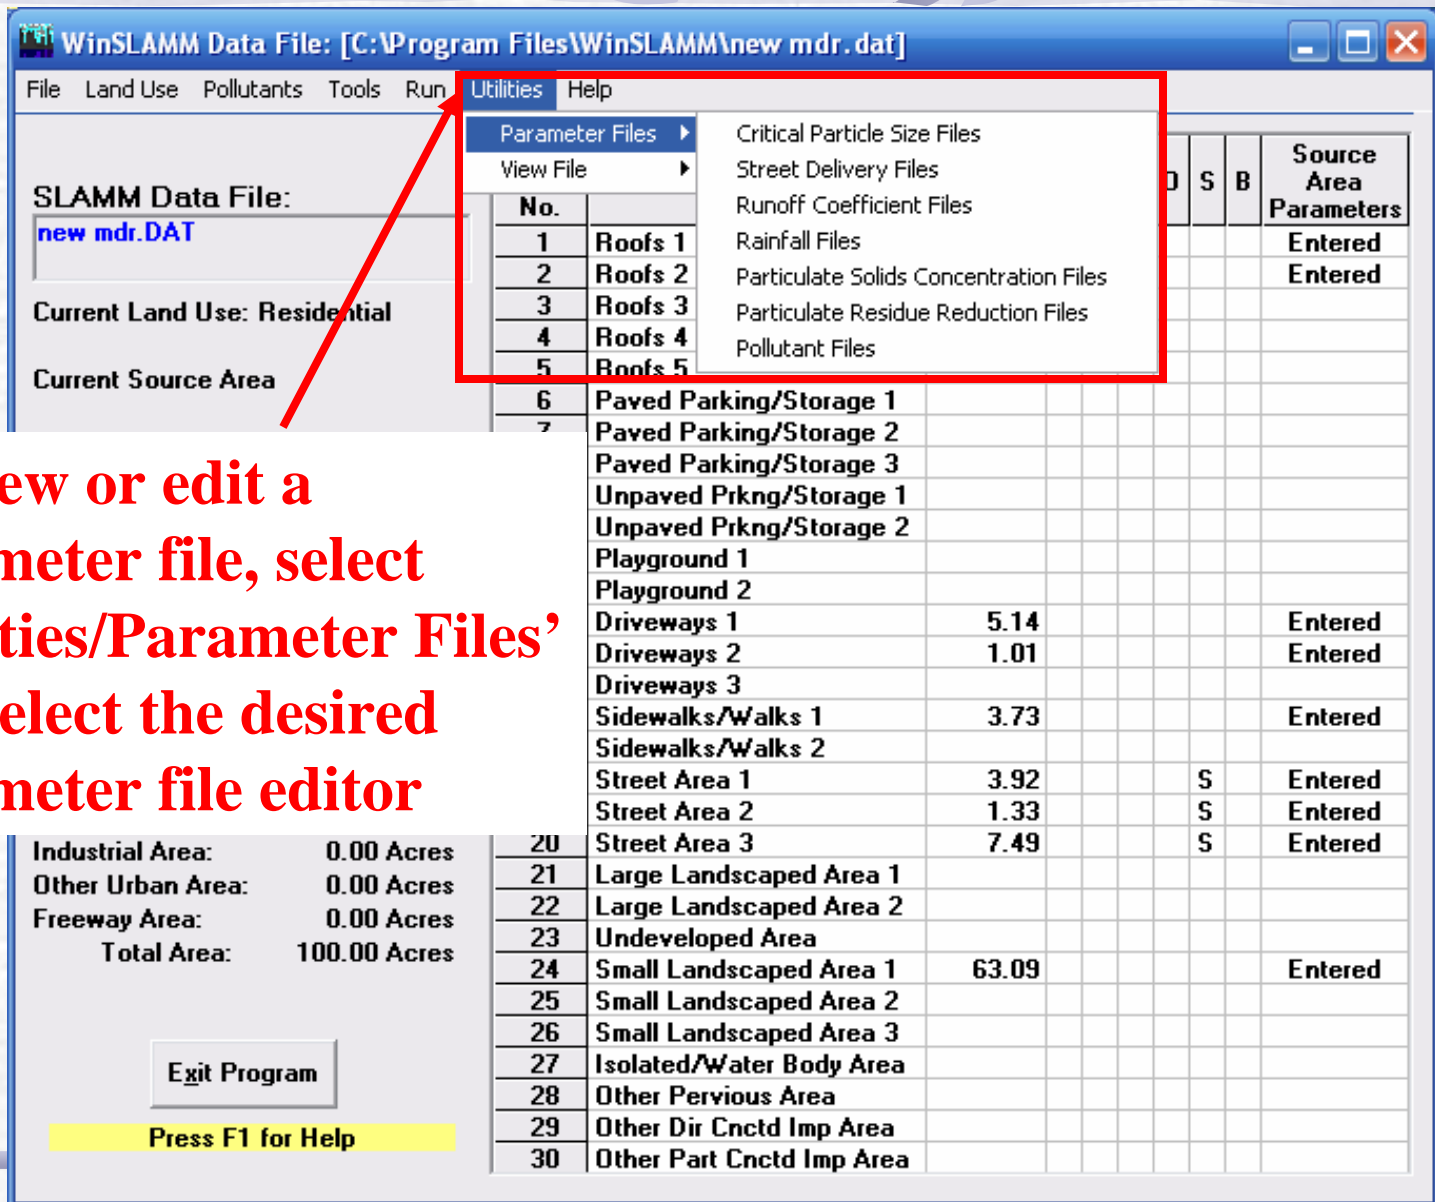 WinSLAMM Data File: [C:\Program Files\WinSLAMM\new mdr.dat]
File Land Use Pollutants Tools Run Utilities Help
Parameter Files
View File
Critical Particle Size Files
Street Delivery Files
Runoff Coefficient Files
Rainfall Files
Particulate Solids Concentration Files
Particulate Residue Reduction Files
Pollutant Files
SLAMM Data File:
new mdr.DAT
Current Land Use: Residential
Current Source Area
ew or edit a
meter file, select
ties/Parameter Files’
elect the desired
meter file editor
Industrial Area: 0.00 Acres
Other Urban Area: 0.00 Acres
Freeway Area: 0.00 Acres
Total Area: 100.00 Acres
Exit Program
Press F1 for Help
No. S B Source Area Parameters
1 Roofs 1 Entered
2 Roofs 2 Entered
3 Roofs 3
4 Roofs 4
5 Roofs 5
6 Paved Parking/Storage 1
7 Paved Parking/Storage 2
Paved Parking/Storage 3
Unpaved Prkng/Storage 1
Unpaved Prkng/Storage 2
Playground 1
Playground 2
Driveways 1 5.14 Entered
Driveways 2 1.01 Entered
Driveways 3
Sidewalks/Walks 1 3.73 Entered
Sidewalks/Walks 2
Street Area 1 3.92 S Entered
Street Area 2 1.33 S Entered
20 Street Area 3 7.49 S Entered
21 Large Landscaped Area 1
22 Large Landscaped Area 2
23 Undeveloped Area
24 Small Landscaped Area 1 63.09 Entered
25 Small Landscaped Area 2
26 Small Landscaped Area 3
27 Isolated/Water Body Area
28 Other Pervious Area
29 Other Dir Cnctd Imp Area
30 Other Part Cnctd Imp Area